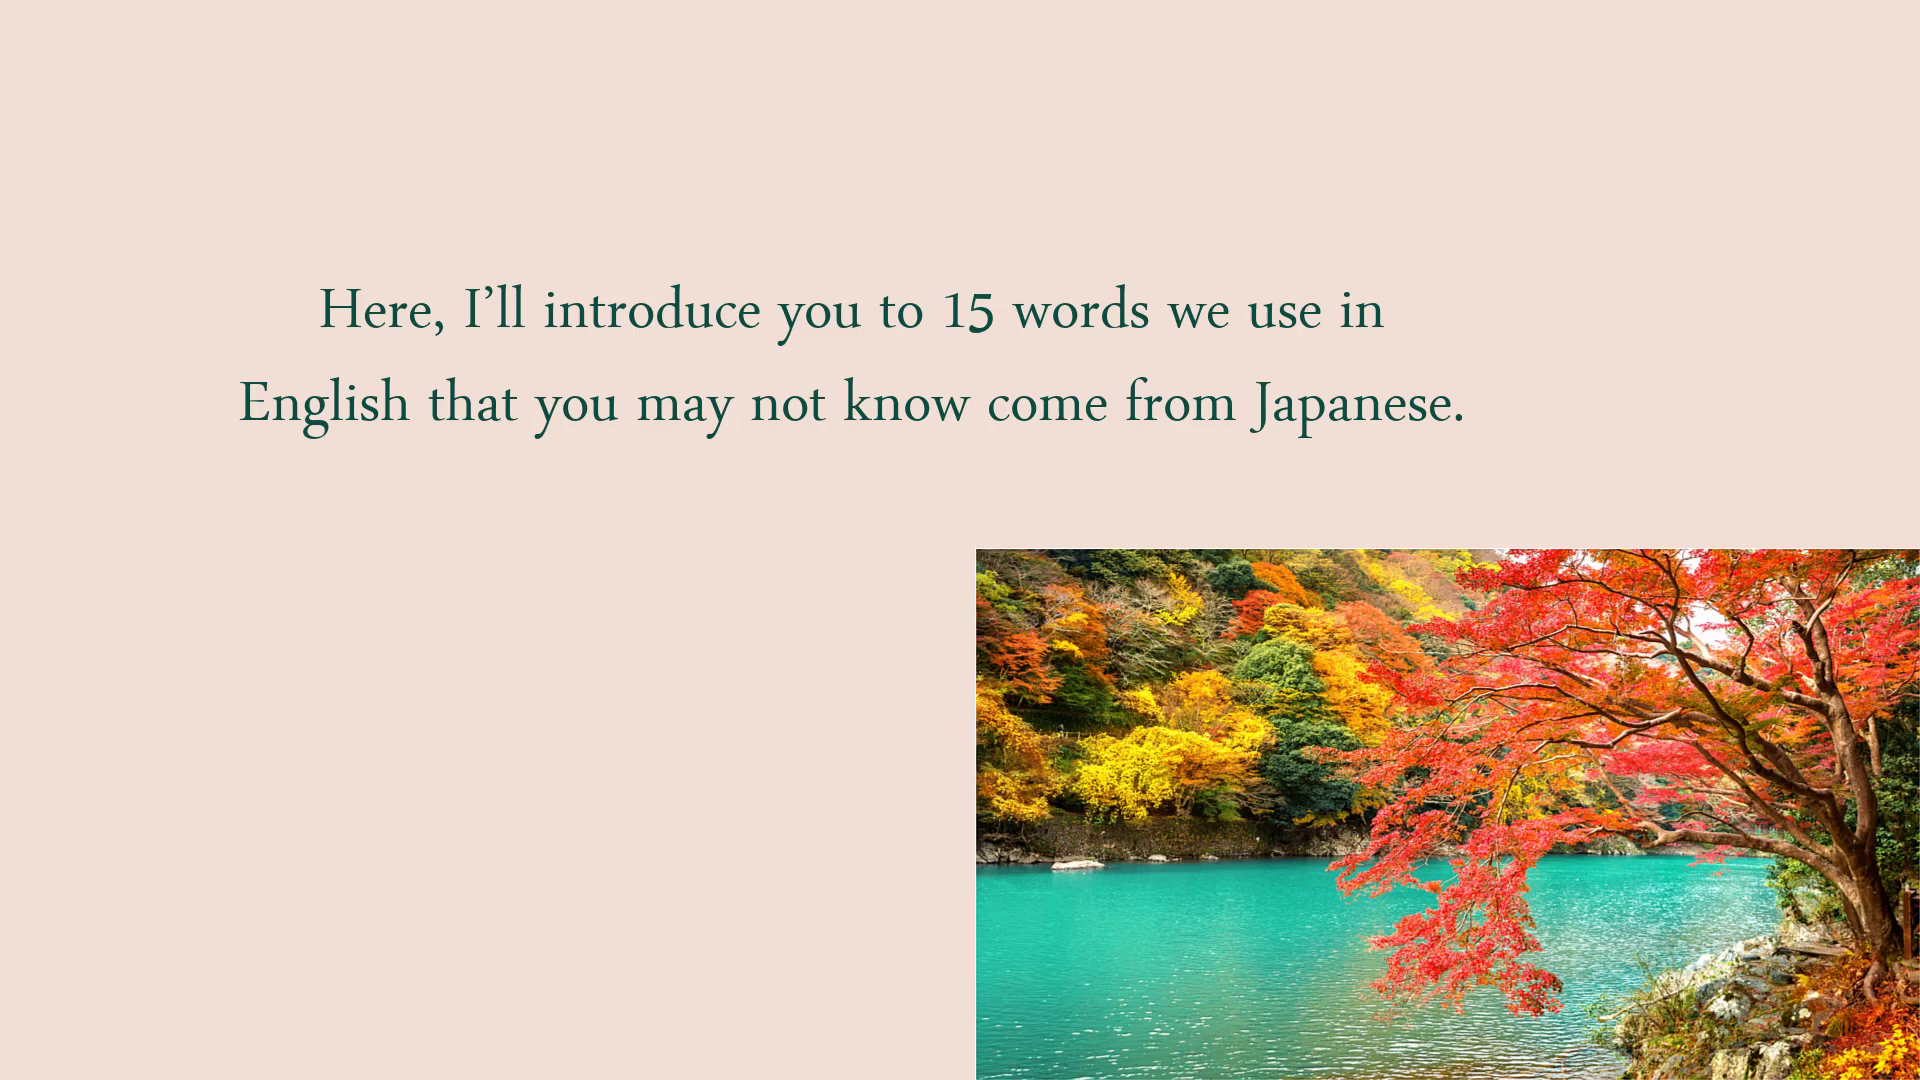 Here, I’ll introduce you to 15 words we use in
English that you may not know come from Japanese.